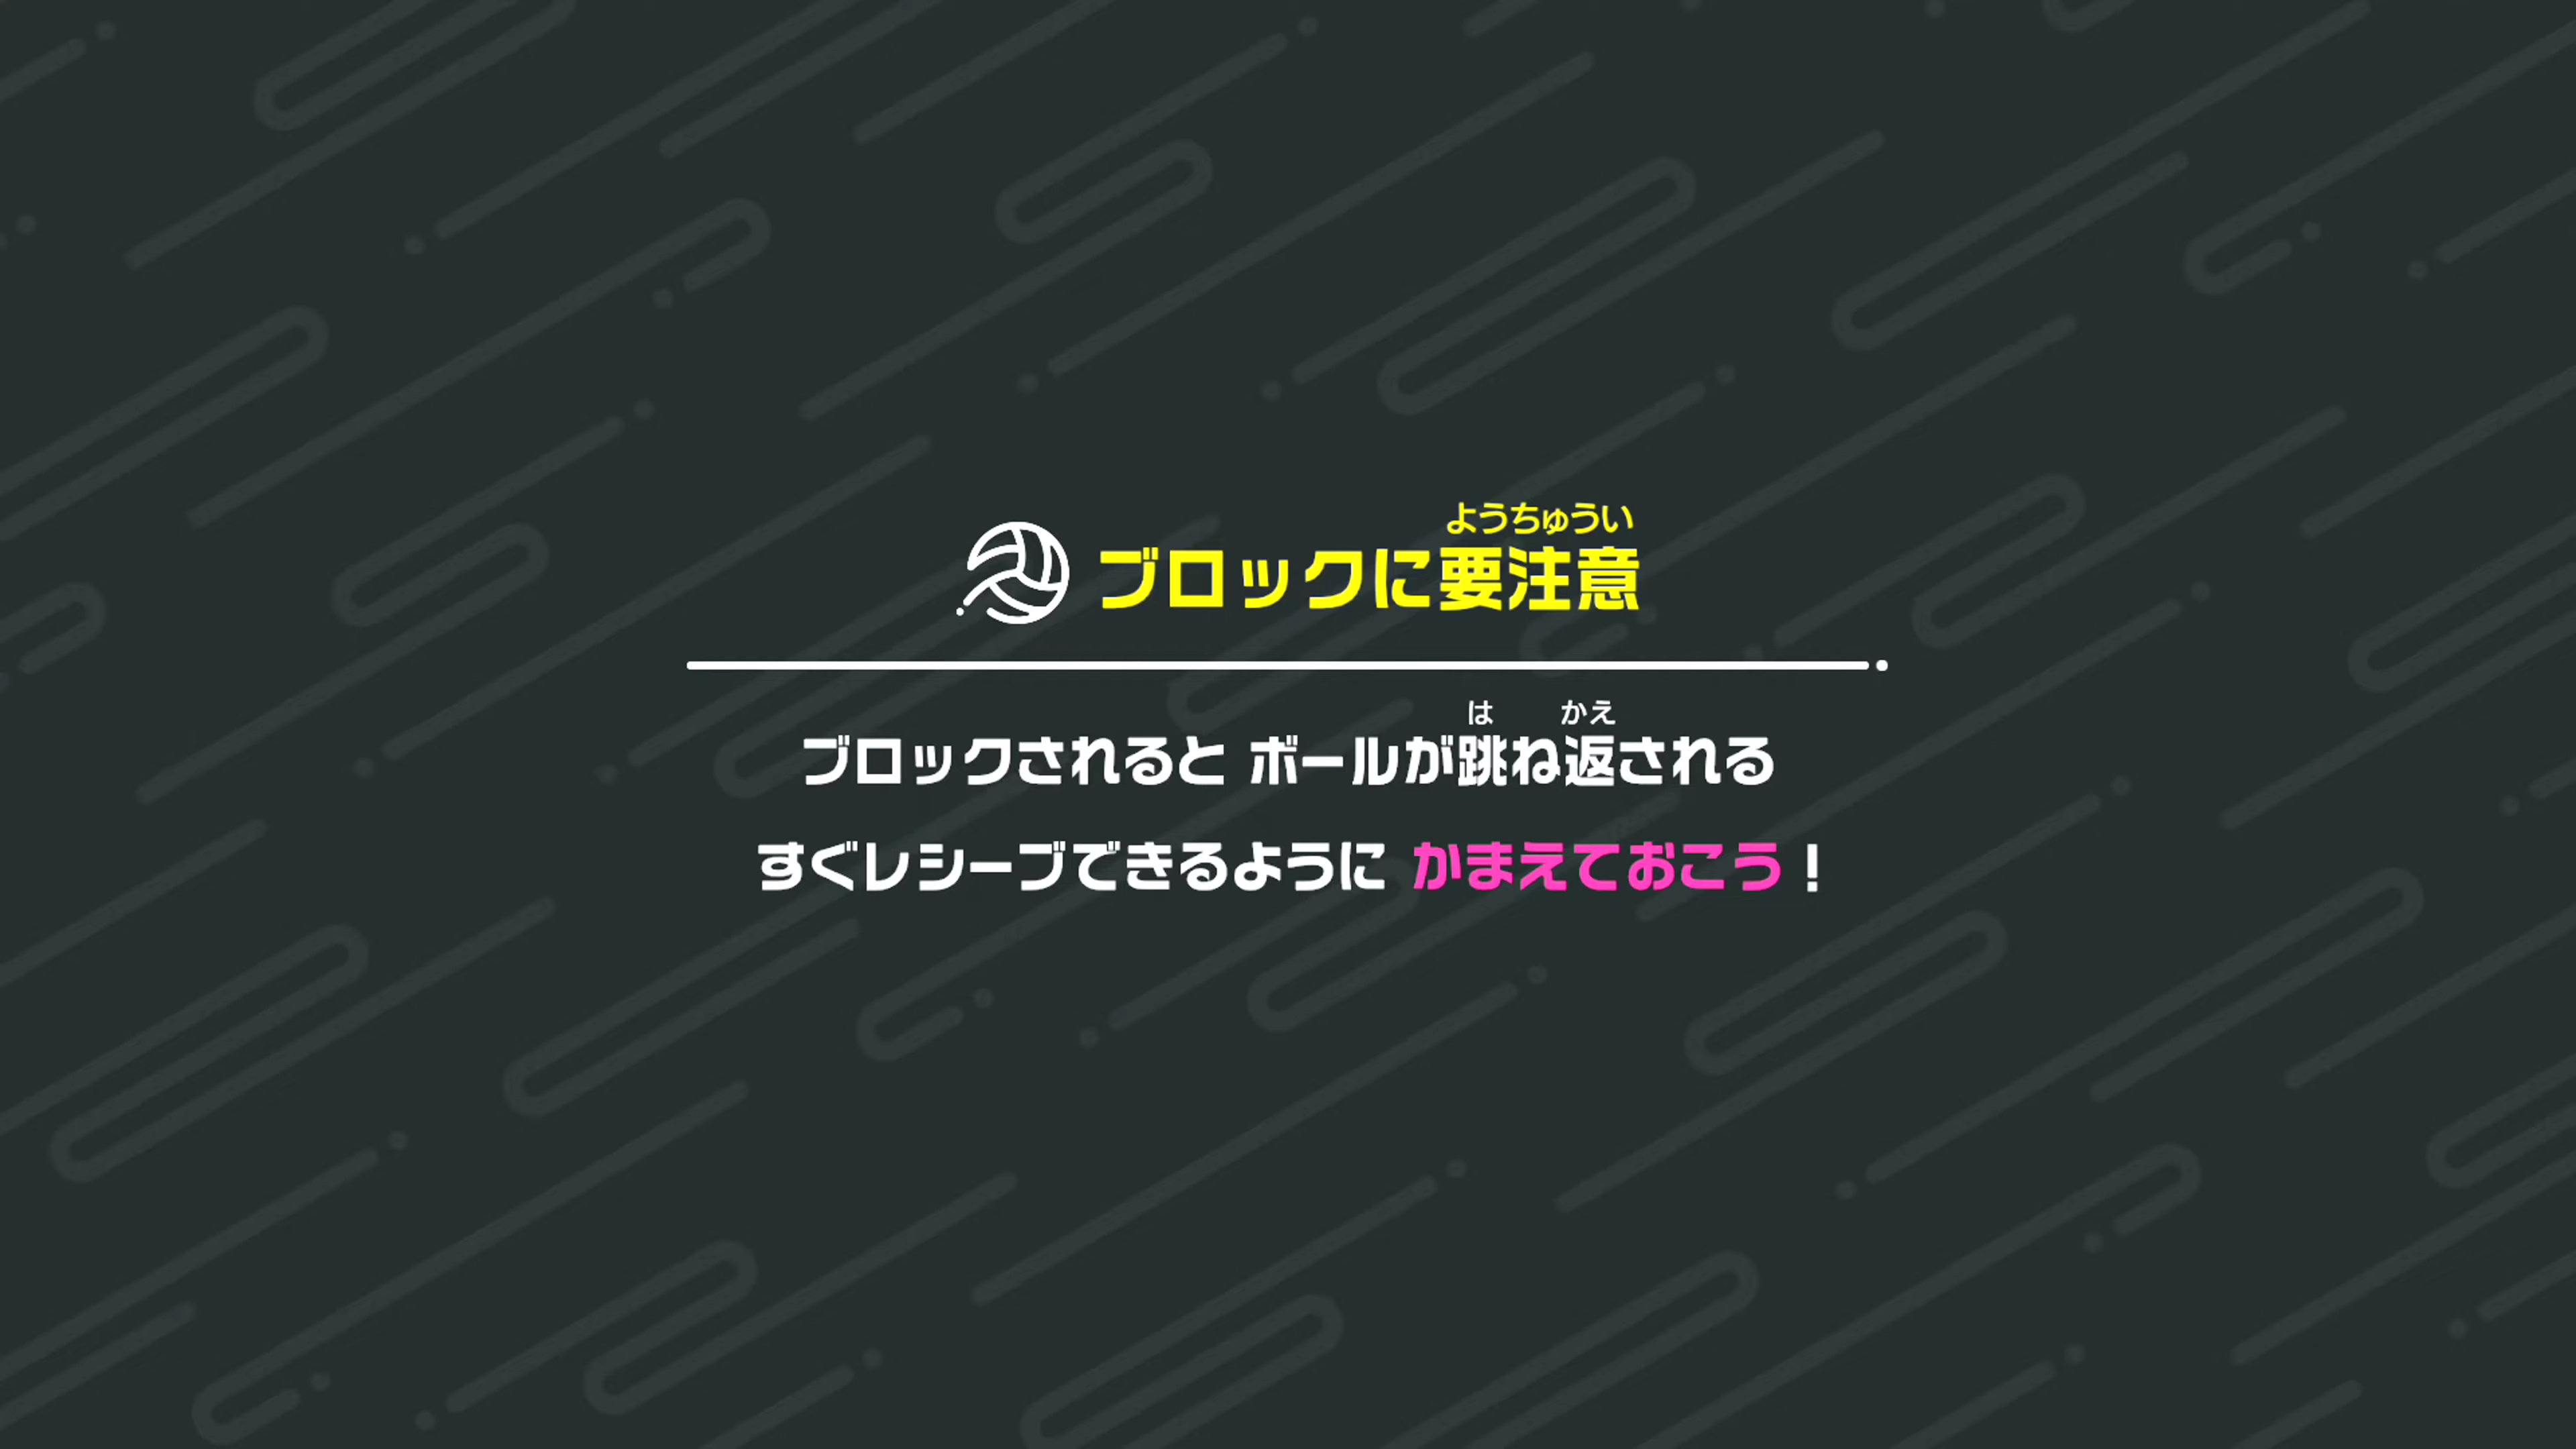 ようちゅうい
ブロックに要注意
は かえ
ブロックされると ボールが跳ね返される
すぐレシーブできるように かまえておこう！